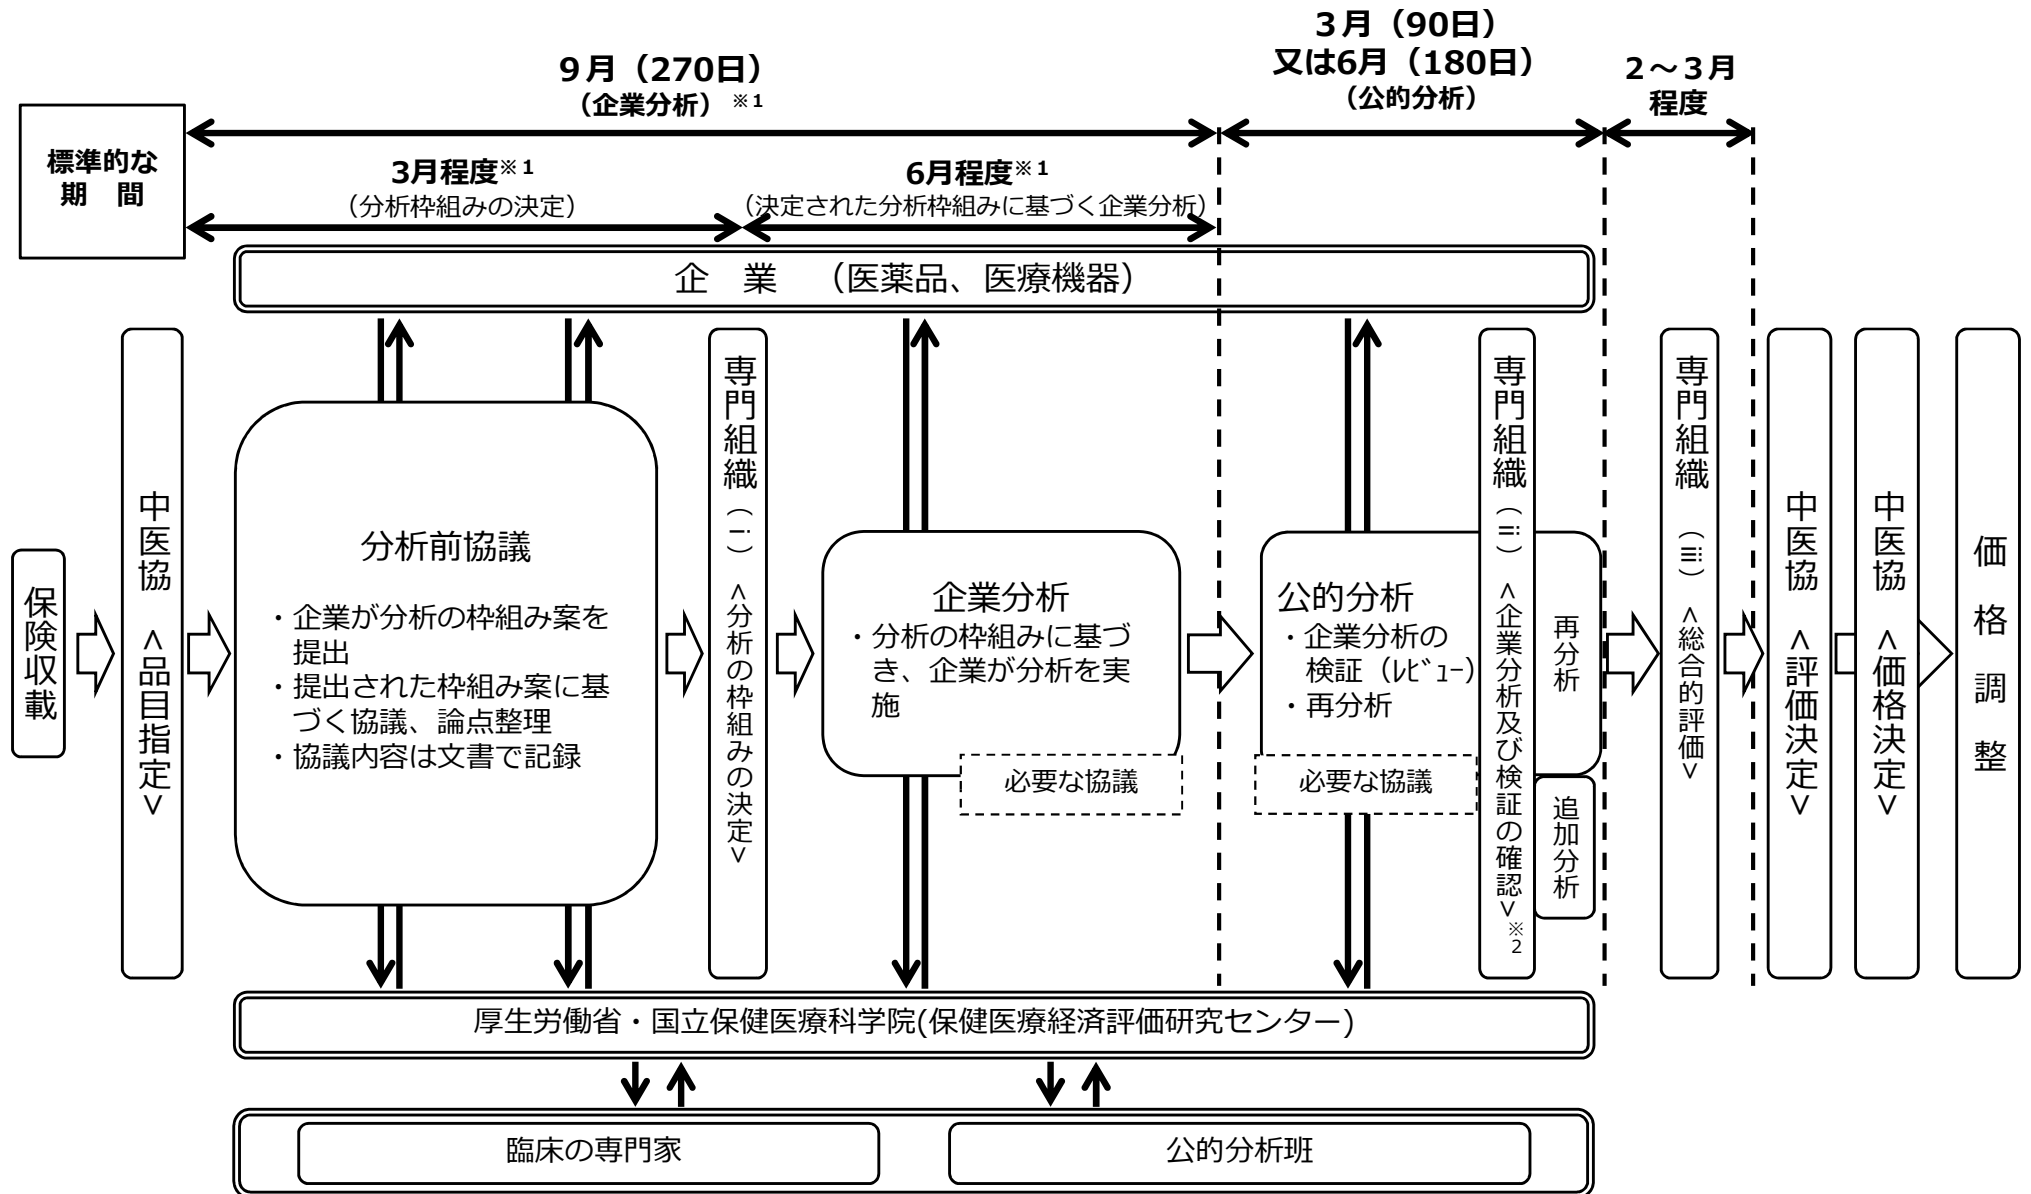 3月（90日）
又は6月（180日）
（公的分析）
9月（270日）
（企業分析）※1
2～3月
程度
標準的な
期　間
3月程度※1
（分析枠組みの決定）
6月程度※1
（決定された分析枠組みに基づく企業分析）
企　業　（医薬品、医療機器）
保険収載
中医協　<品目指定>
分析前協議
・企業が分析の枠組み案を
提出
・提出された枠組み案に基
づく協議、論点整理
・協議内容は文書で記録
専門組織（ⅰ）<分析の枠組みの決定>
企業分析
・分析の枠組みに基づ
き、企業が分析を実
施
必要な協議
公的分析
・企業分析の
検証（ﾚﾋﾞｭｰ）
・再分析
必要な協議
専門組織（ⅱ）<企業分析及び検証の確認>※2
再分析
追加分析
専門組織（ⅲ）<総合的評価>
中医協　<評価決定>
中医協　<価格決定>
価格調整
厚生労働省・国立保健医療科学院(保健医療経済評価研究センター)
臨床の専門家
公的分析班